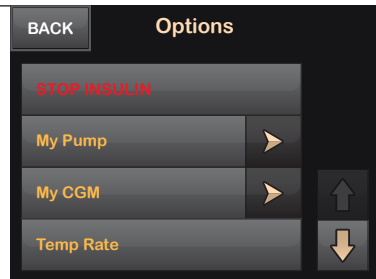 BACK
Options
STOP INSULIN
My Pump
My CGM
Temp Rate